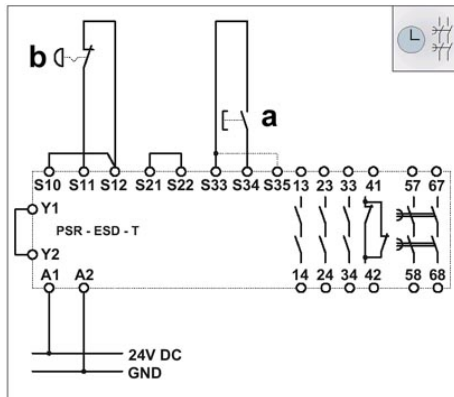 b
a
S10 S11 S12 S21 S22 S33 S34 S35 13 23 33 41 57 67
Y1
PSR - ESD - T
Y2
A1 A2 14 24 34 42 58 68
24V DC
GND